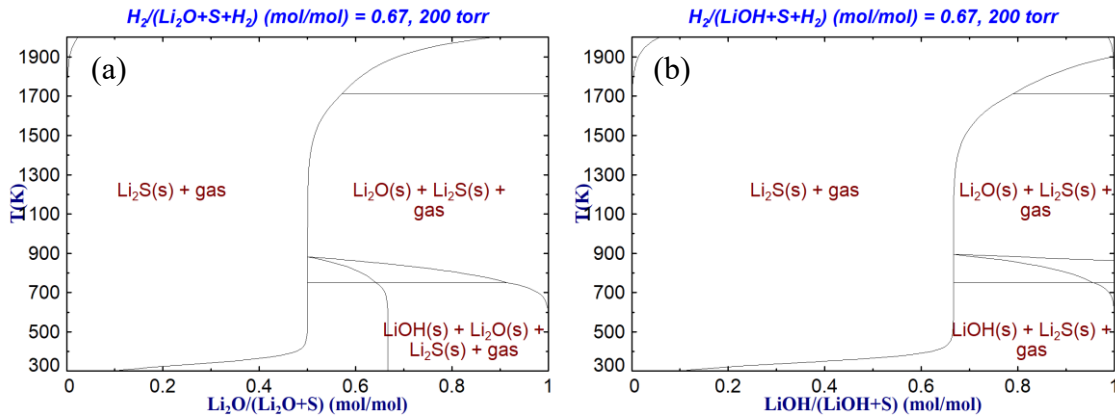 H₂/(Li₂O+S+H₂) (mol/mol) = 0.67, 200 torr
(a)
T(K)
1900
1700
1500
1300
1100
900
700
500
300
Li₂S(s) + gas
Li₂O(s) + Li₂S(s) +
gas
LiOH(s) + Li₂O(s) +
Li₂S(s) + gas
0 0.2 0.4 0.6 0.8 1
Li₂O/(Li₂O+S) (mol/mol)
H₂/(LiOH+S+H₂) (mol/mol) = 0.67, 200 torr
(b)
T(K)
1900
1700
1500
1300
1100
900
700
500
300
Li₂S(s) + gas
Li₂O(s) + Li₂S(s) +
gas
LiOH(s) + Li₂S(s) +
gas
0 0.2 0.4 0.6 0.8 1
LiOH/(LiOH+S) (mol/mol)